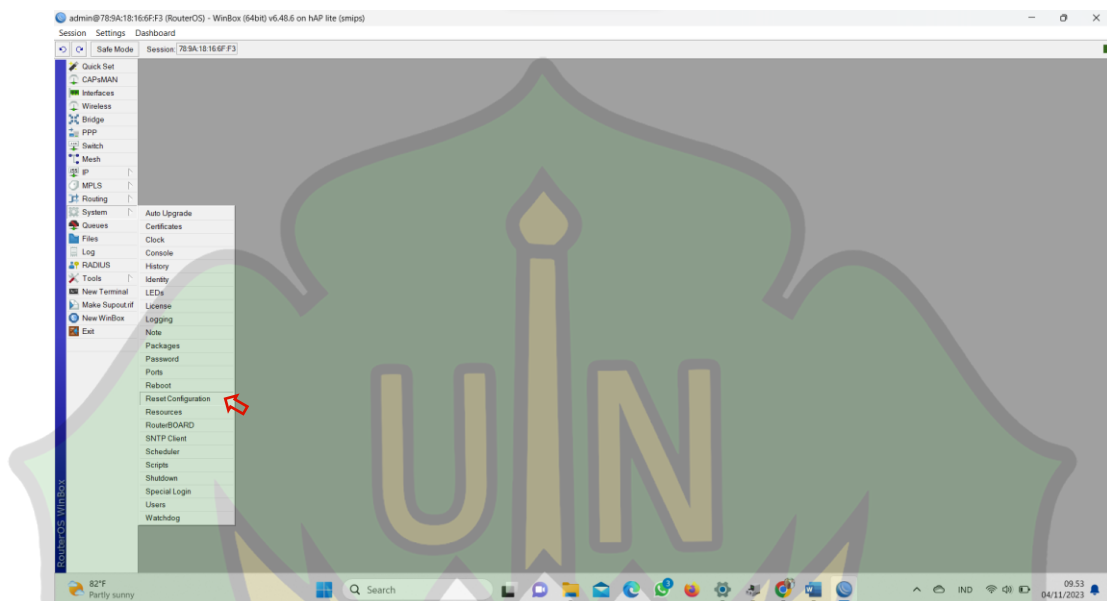 admin@78:9A:18:16:6F:F3 (RouterOS) - WinBox (64bit) v6.48.6 on hAP lite (smips)
Session Settings Dashboard
Safe Mode Session: 78:9A:18:16:6F:F3
Quick Set
CAPsMAN
Interfaces
Wireless
Bridge
PPP
Switch
Mesh
IP
MPLS
Routing
System
Queues
Files
Log
RADIUS
Tools
New Terminal
Make Supout.rif
New WinBox
Exit
Auto Upgrade
Certificates
Clock
Console
History
Identity
LEDs
License
Logging
Note
Packages
Password
Ports
Reboot
Reset Configuration
Resources
RouterBOARD
SNTP Client
Scheduler
Scripts
Shutdown
Special Login
Users
Watchdog
RouterOS WinBox
UIN
82°F
Partly sunny
Search
3
IND
09.53
04/11/2023